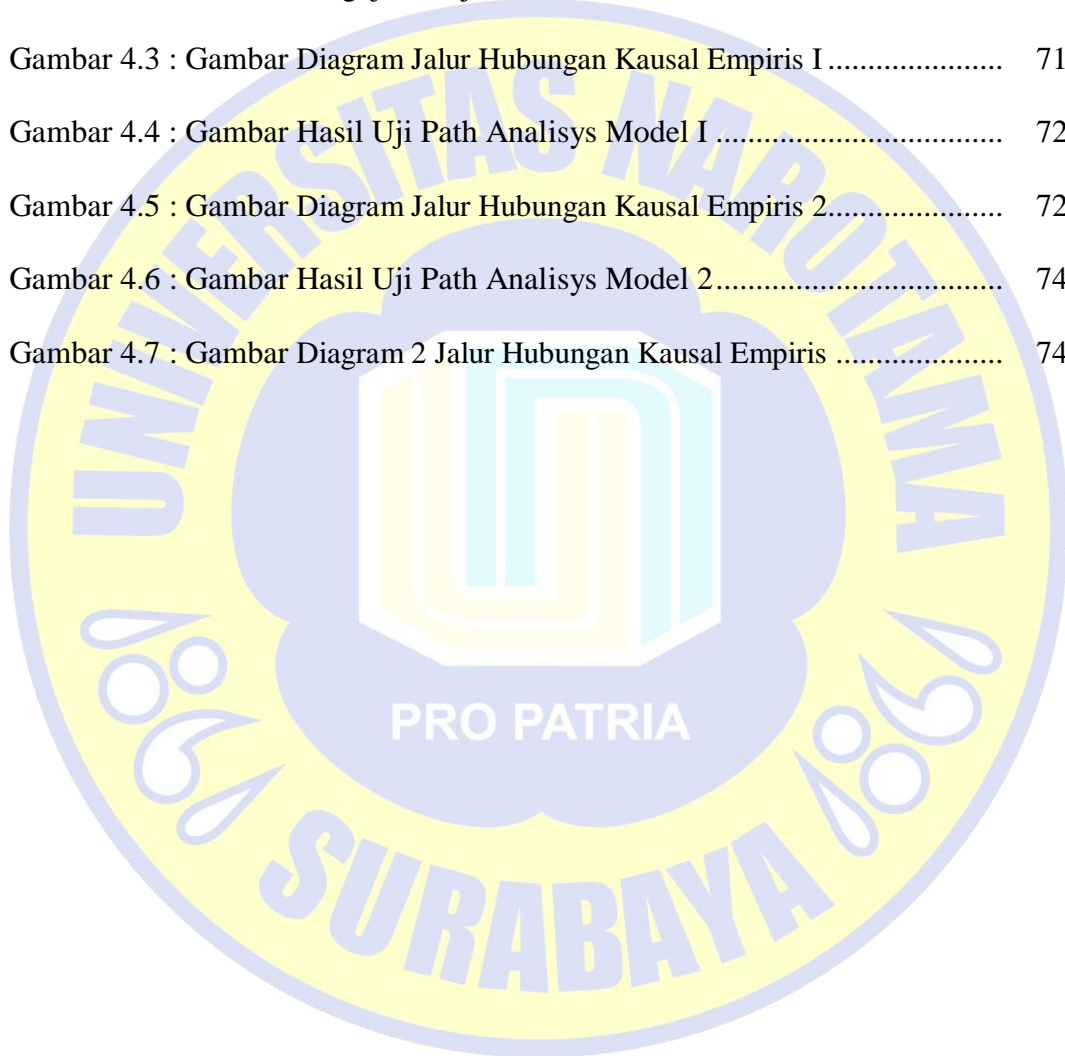 Gambar 4.3 : Gambar Diagram Jalur Hubungan Kausal Empiris I ...................... 71
Gambar 4.4 : Gambar Hasil Uji Path Analisys Model I .................................... 72
Gambar 4.5 : Gambar Diagram Jalur Hubungan Kausal Empiris 2...................... 72
Gambar 4.6 : Gambar Hasil Uji Path Analisys Model 2.................................... 74
Gambar 4.7 : Gambar Diagram 2 Jalur Hubungan Kausal Empiris ..................... 74
UNIVERSITAS NAROTAMA
PRO PATRIA
SURABAYA